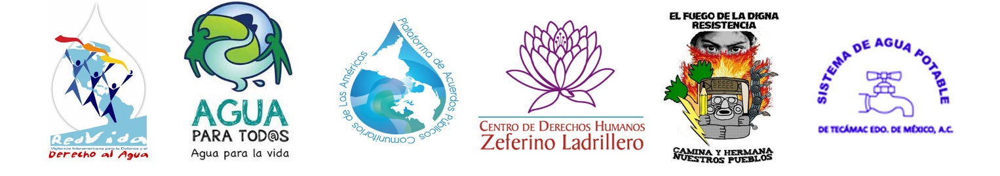 RedVida
Vigilancia Interamericana para la Defensa y el
Derecho al Agua
AGUA
PARA TOD@S
Agua para la vida
Plataforma de Acuerdos Públicos Comunitarios de Las Américas
CENTRO DE DERECHOS HUMANOS
Zeferino Ladrillero
EL FUEGO DE LA DIGNA
RESISTENCIA
CAMINA Y HERMANA
NUESTROS PUEBLOS
SISTEMA DE AGUA POTABLE
DE TECÁMAC EDO. DE MÉXICO, A.C.